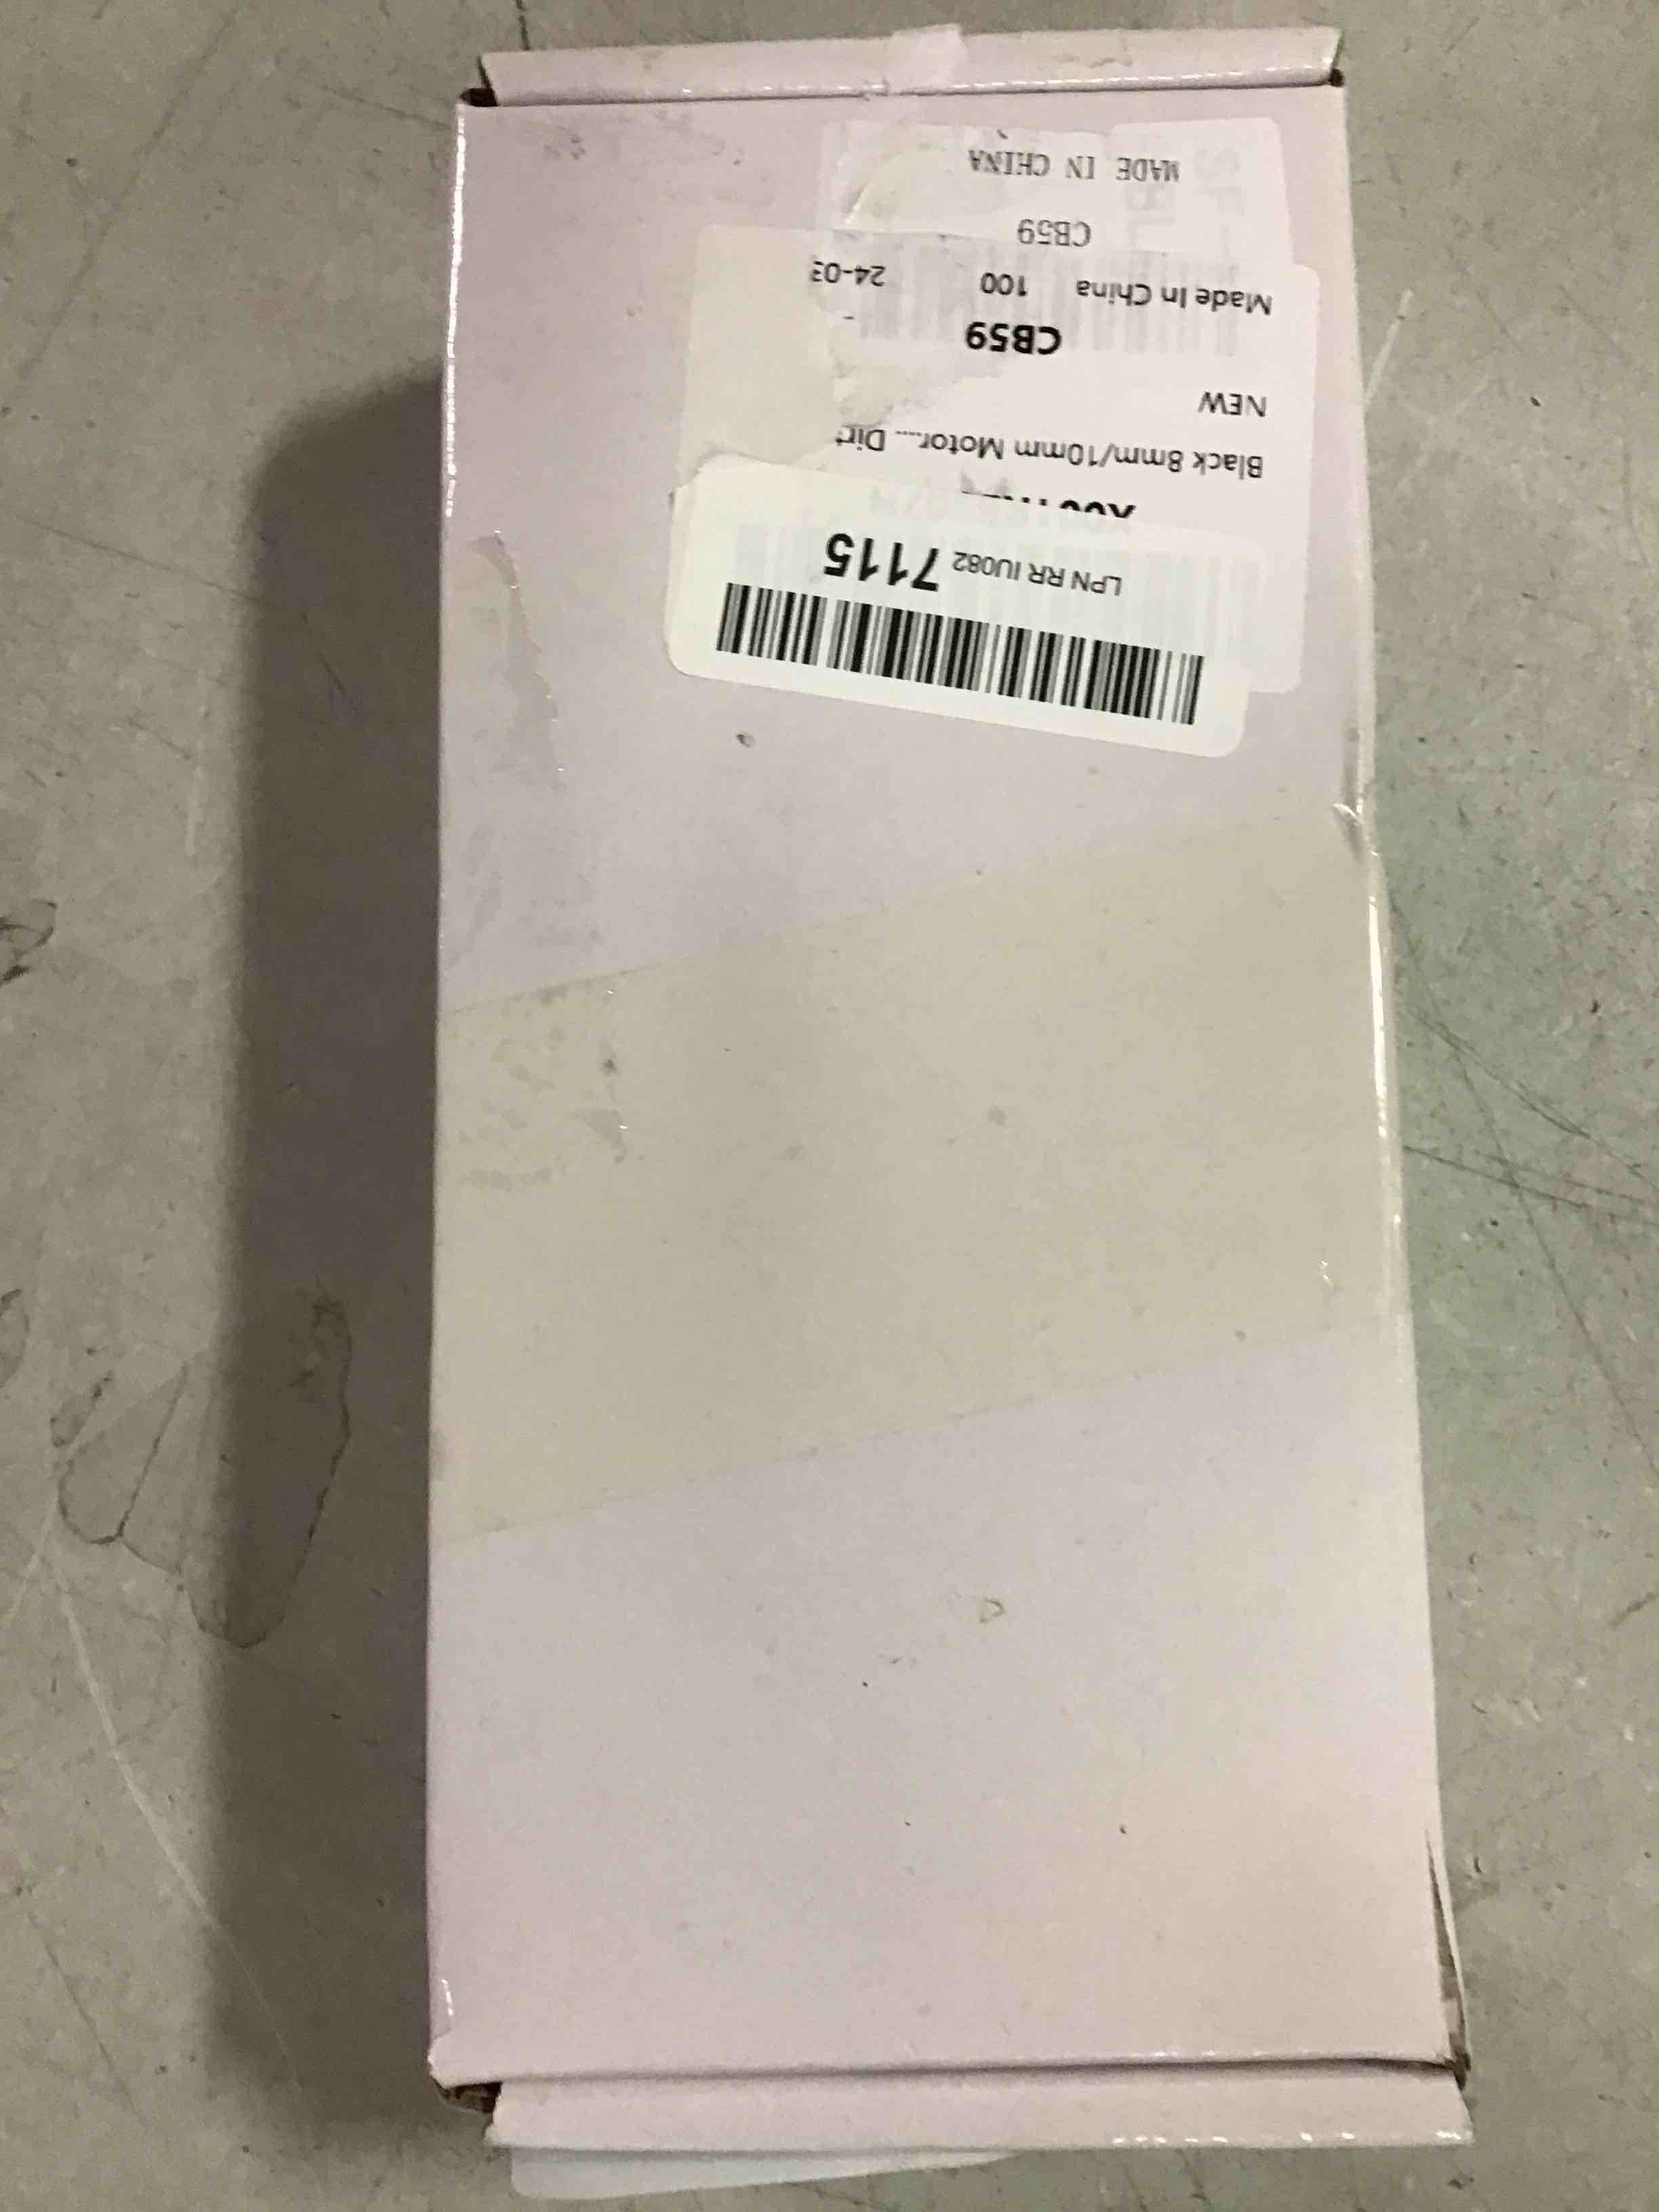 LPN RR IU082 7115
Black 8mm/10mm Motor.... Dirt
NEW
CB59
Made In China 100 24-03
CB59
MADE IN CHINA